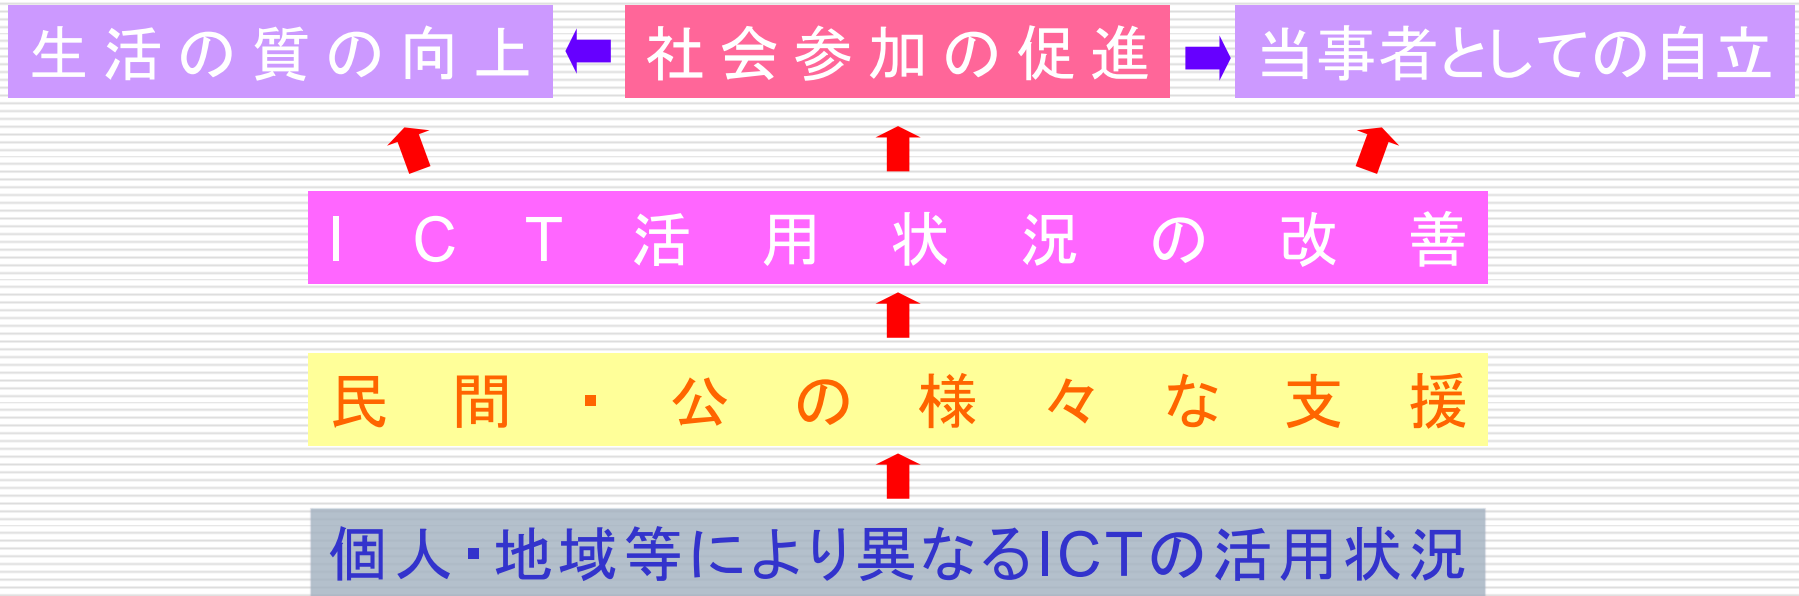 生活の質の向上
社会参加の促進
当事者としての自立
ICT活用状況の改善
民間・公の様々な支援
個人・地域等により異なるICTの活用状況